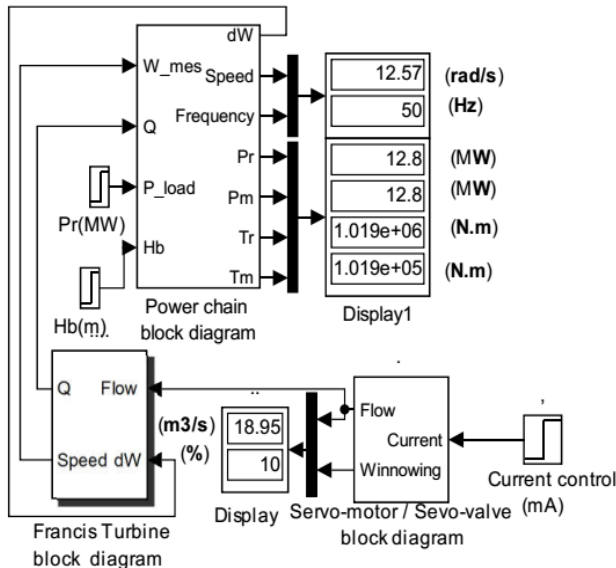 dW
W_mes
Speed
12.57
(rad/s)
Frequency
50
(Hz)
Q
Pr
12.8
(MW)
P_load
Pm
12.8
(MW)
Pr(MW)
Tr
1.019e+06
(N.m)
Hb
Tm
1.019e+05
(N.m)
Hb(m)
Power chain
block diagram
Display1
Q Flow
Speed dW
(m3/s)
(%)
18.95
10
Display
Flow
Current
Winnowing
Current control
(mA)
Servo-motor / Sevo-valve
block diagram
Francis Turbine
block diagram